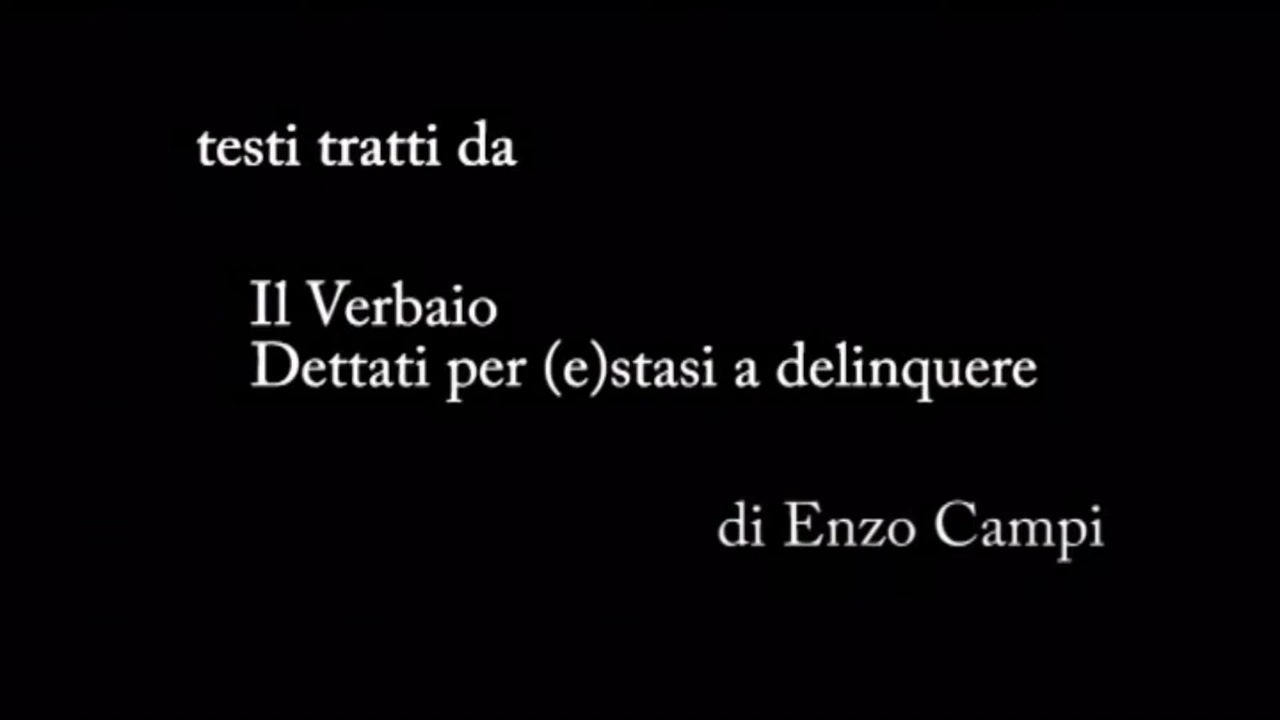 testi tratti da
Il Verbaio
Dettati per (e)stasi a delinquere
di Enzo Campi